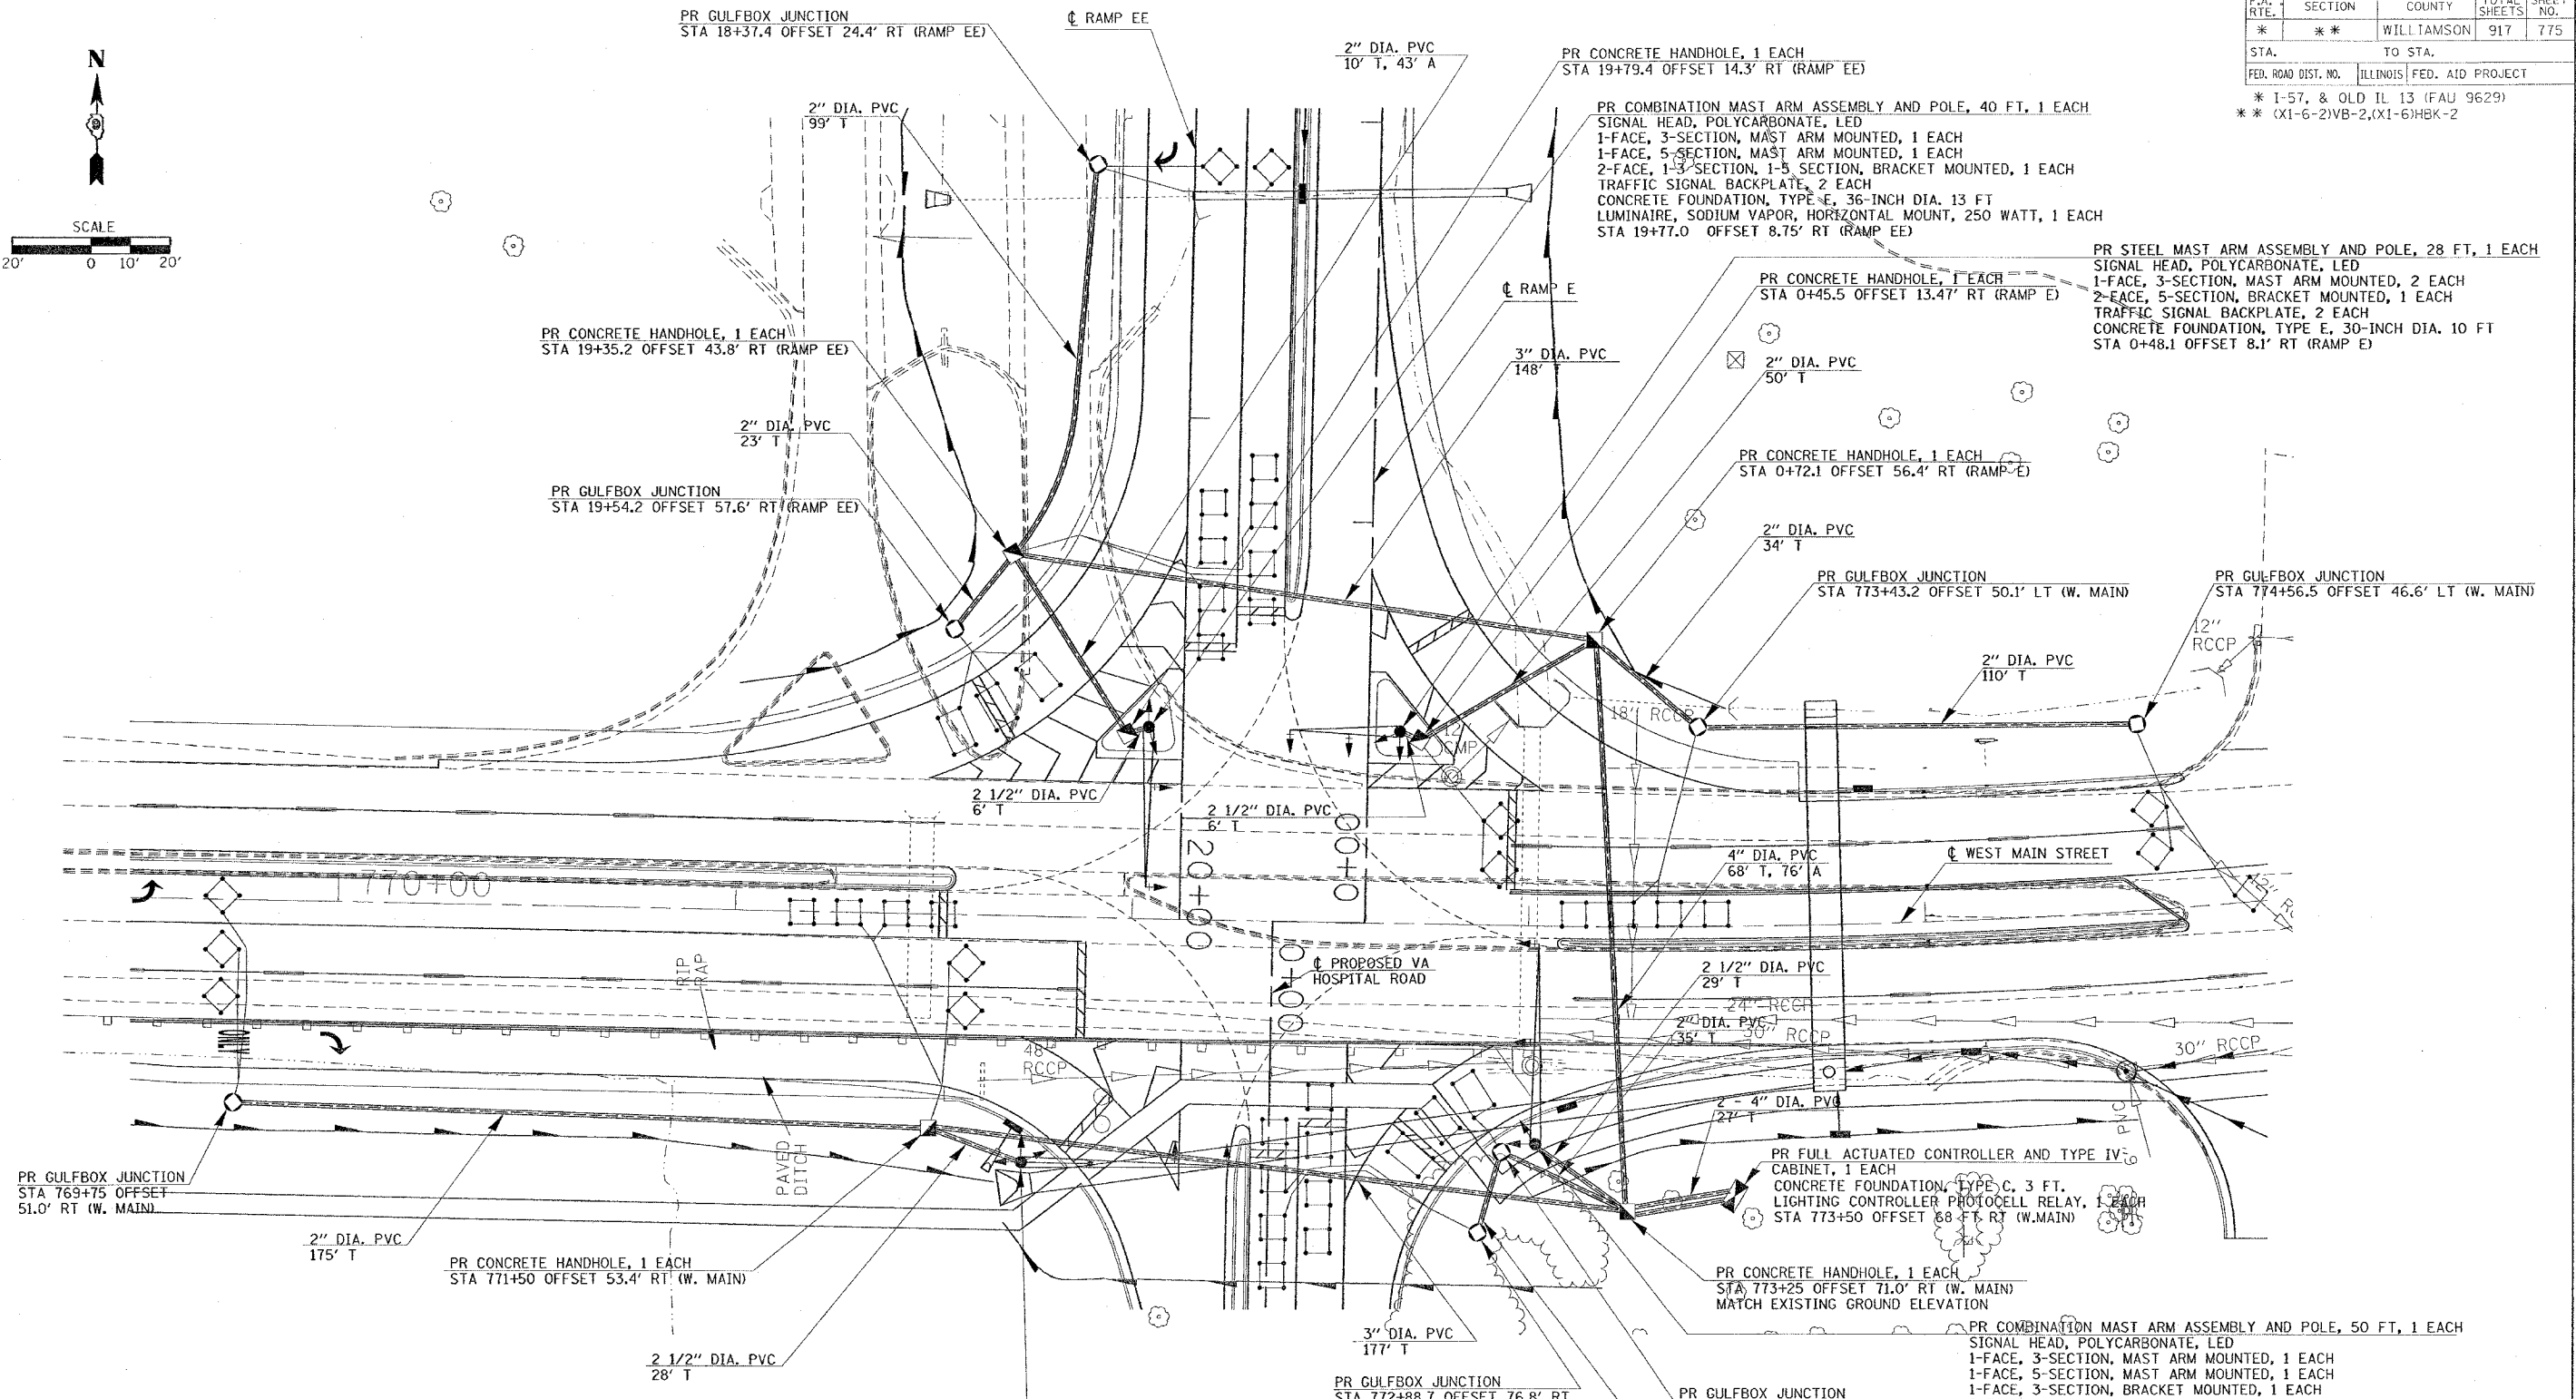 F.A. RTE. SECTION COUNTY TOTAL SHEETS SHEET NO.
* ** WILLIAMSON 917 775
STA. TO STA.
FED. ROAD DIST. NO. ILLINOIS FED. AID PROJECT
* I-57, & OLD IL 13 (FAU 9629)
** (X1-6-2)VB-2,(X1-6)HBK-2
N
SCALE
20' 0 10' 20'
PR GULFBOX JUNCTION
STA 18+37.4 OFFSET 24.4' RT (RAMP EE)
℄ RAMP EE
2" DIA. PVC
10' T, 43' A
PR CONCRETE HANDHOLE, 1 EACH
STA 19+79.4 OFFSET 14.3' RT (RAMP EE)
2" DIA. PVC
99' T
PR COMBINATION MAST ARM ASSEMBLY AND POLE, 40 FT, 1 EACH
SIGNAL HEAD, POLYCARBONATE, LED
1-FACE, 3-SECTION, MAST ARM MOUNTED, 1 EACH
1-FACE, 5-SECTION, MAST ARM MOUNTED, 1 EACH
2-FACE, 1-3 SECTION, 1-5 SECTION, BRACKET MOUNTED, 1 EACH
TRAFFIC SIGNAL BACKPLATE, 2 EACH
CONCRETE FOUNDATION, TYPE E, 36-INCH DIA. 13 FT
LUMINAIRE, SODIUM VAPOR, HORIZONTAL MOUNT, 250 WATT, 1 EACH
STA 19+77.0 OFFSET 8.75' RT (RAMP EE)
PR STEEL MAST ARM ASSEMBLY AND POLE, 28 FT, 1 EACH
SIGNAL HEAD, POLYCARBONATE, LED
1-FACE, 3-SECTION, MAST ARM MOUNTED, 2 EACH
2-FACE, 5-SECTION, BRACKET MOUNTED, 1 EACH
TRAFFIC SIGNAL BACKPLATE, 2 EACH
CONCRETE FOUNDATION, TYPE E, 30-INCH DIA. 10 FT
STA 0+48.1 OFFSET 8.1' RT (RAMP E)
PR CONCRETE HANDHOLE, 1 EACH
STA 0+45.5 OFFSET 13.47' RT (RAMP E)
℄ RAMP E
PR CONCRETE HANDHOLE, 1 EACH
STA 19+35.2 OFFSET 43.8' RT (RAMP EE)
3" DIA. PVC
148' T
2" DIA. PVC
50' T
2" DIA. PVC
23' T
PR CONCRETE HANDHOLE, 1 EACH
STA 0+72.1 OFFSET 56.4' RT (RAMP E)
PR GULFBOX JUNCTION
STA 19+54.2 OFFSET 57.6' RT (RAMP EE)
2" DIA. PVC
34' T
PR GULFBOX JUNCTION
STA 773+43.2 OFFSET 50.1' LT (W. MAIN)
PR GULFBOX JUNCTION
STA 774+56.5 OFFSET 46.6' LT (W. MAIN)
12"
RCCP
2" DIA. PVC
110' T
18" RCCP
12"
CMP
2 1/2" DIA. PVC
6' T
2 1/2" DIA. PVC
6' T
770+00
20+00
0+00
0+00
4" DIA. PVC
68' T, 76' A
℄ WEST MAIN STREET
RIP
RAP
℄ PROPOSED VA
HOSPITAL ROAD
2 1/2" DIA. PVC
29' T
24" RCCP
2" DIA. PVC
35' T
30" RCCP
30" RCCP
48"
RCCP
PAVED
DITCH
2 - 4" DIA. PVC
27' T
6" PVC
PR FULL ACTUATED CONTROLLER AND TYPE IV
CABINET, 1 EACH
CONCRETE FOUNDATION, TYPE C, 3 FT.
LIGHTING CONTROLLER PHOTOCELL RELAY, 1 EACH
STA 773+50 OFFSET 68 FT RT (W.MAIN)
PR GULFBOX JUNCTION
STA 769+75 OFFSET
51.0' RT (W. MAIN)
2" DIA. PVC
175' T
PR CONCRETE HANDHOLE, 1 EACH
STA 771+50 OFFSET 53.4' RT (W. MAIN)
PR CONCRETE HANDHOLE, 1 EACH
STA 773+25 OFFSET 71.0' RT (W. MAIN)
MATCH EXISTING GROUND ELEVATION
2 1/2" DIA. PVC
28' T
3" DIA. PVC
177' T
PR COMBINATION MAST ARM ASSEMBLY AND POLE, 50 FT, 1 EACH
SIGNAL HEAD, POLYCARBONATE, LED
1-FACE, 3-SECTION, MAST ARM MOUNTED, 1 EACH
1-FACE, 5-SECTION, MAST ARM MOUNTED, 1 EACH
1-FACE, 3-SECTION, BRACKET MOUNTED, 1 EACH
PR GULFBOX JUNCTION
STA 772+88.7 OFFSET 76.8' RT
PR GULFBOX JUNCTION